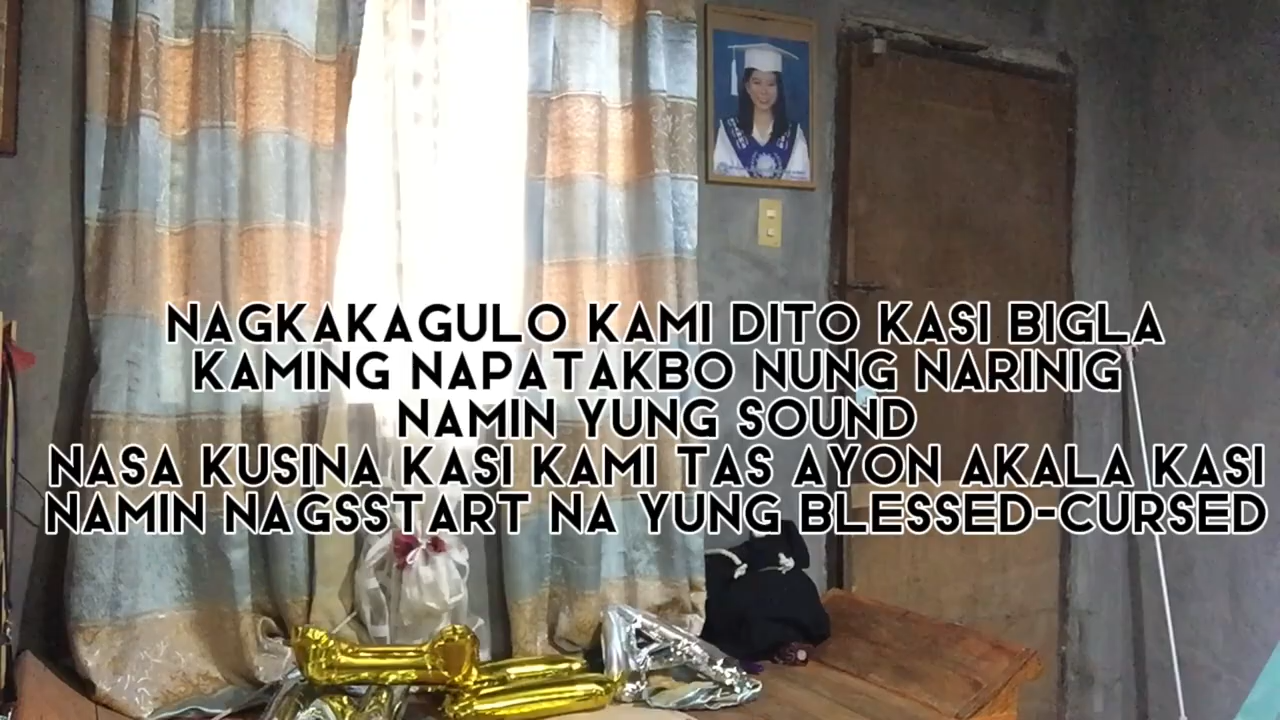 NAGKAKAGULO KAMI DITO KASI BIGLA
KAMING NAPATAKBO NUNG NARINIG
NAMIN YUNG SOUND
NASA KUSINA KASI KAMI TAS AYON AKALA KASI
NAMIN NAGSSTART NA YUNG BLESSED-CURSED